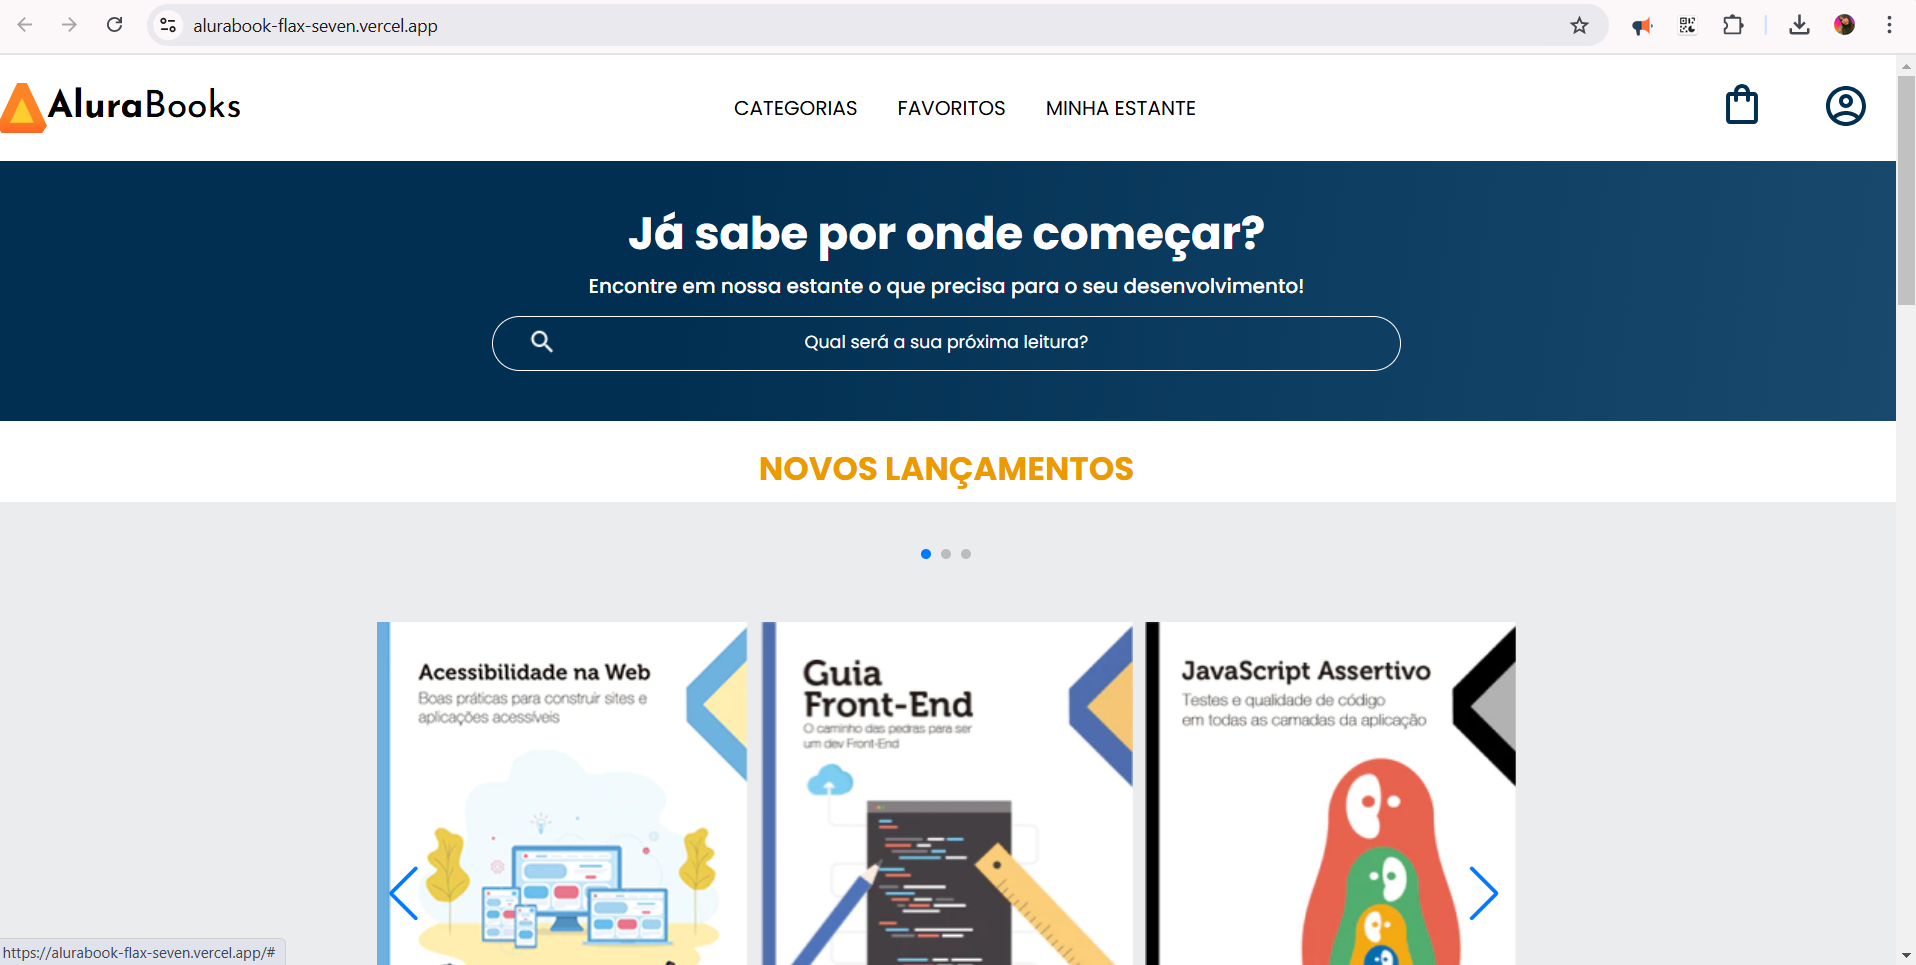 alurabook-flax-seven.vercel.app
AluraBooks
CATEGORIAS FAVORITOS MINHA ESTANTE
Já sabe por onde começar?
Encontre em nossa estante o que precisa para o seu desenvolvimento!
Qual será a sua próxima leitura?
NOVOS LANÇAMENTOS
Acessibilidade na Web
Boas práticas para construir sites e
aplicações acessíveis
Guia
Front-End
O caminho das pedras para ser
um dev Front-End
JavaScript Assertivo
Testes e qualidade de código
em todas as camadas da aplicação
https://alurabook-flax-seven.vercel.app/#